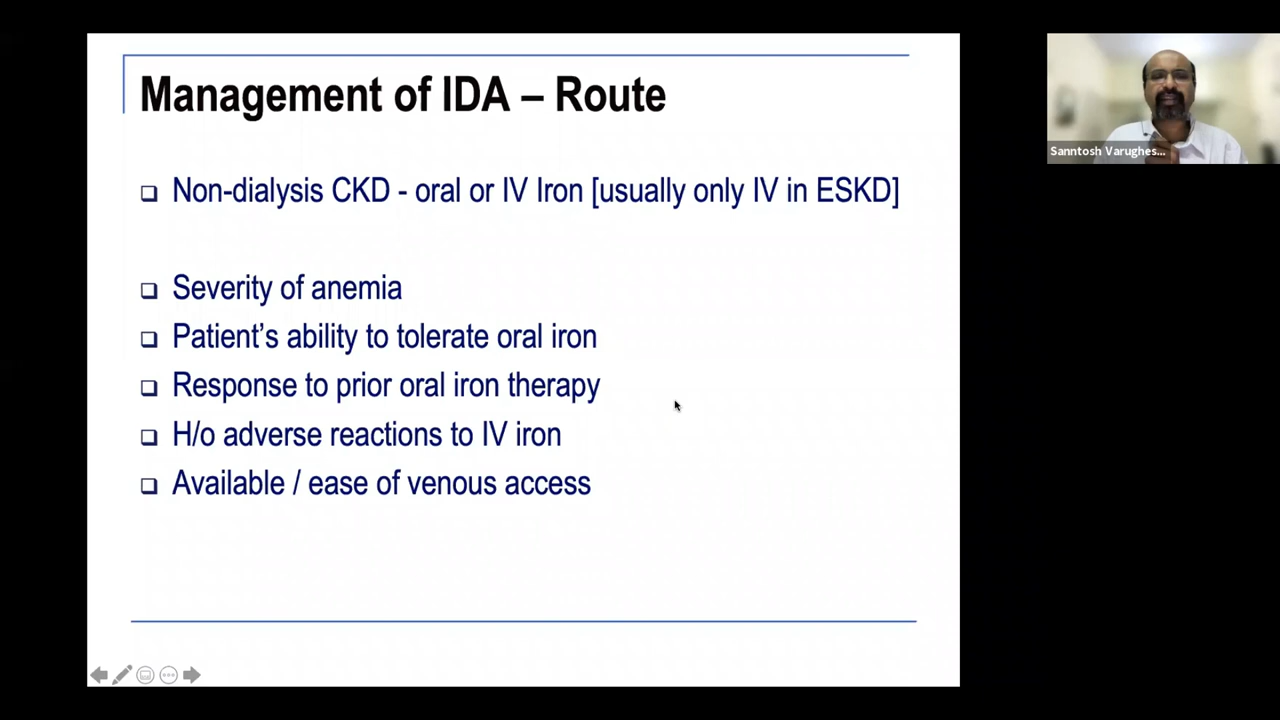 Management of IDA – Route
Non-dialysis CKD - oral or IV Iron [usually only IV in ESKD]
Severity of anemia
Patient's ability to tolerate oral iron
Response to prior oral iron therapy
H/o adverse reactions to IV iron
Available / ease of venous access
Sanntosh Varughes...